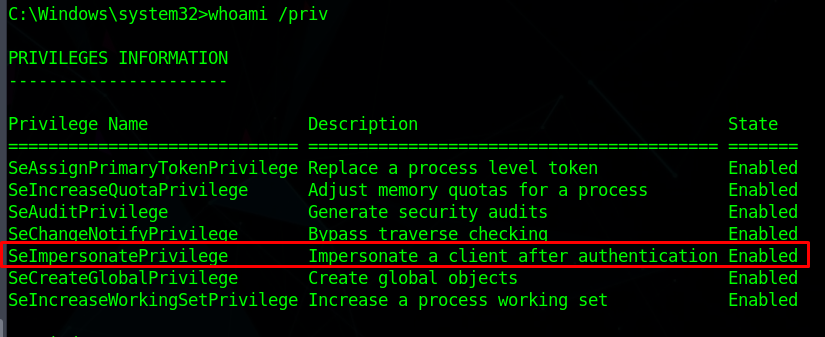 C:\Windows\system32>whoami /priv
PRIVILEGES INFORMATION
----------------------
Privilege Name                Description                               State
============================= ========================================= =======
SeAssignPrimaryTokenPrivilege Replace a process level token             Enabled
SeIncreaseQuotaPrivilege      Adjust memory quotas for a process        Enabled
SeAuditPrivilege              Generate security audits                  Enabled
SeChangeNotifyPrivilege       Bypass traverse checking                  Enabled
SeImpersonatePrivilege        Impersonate a client after authentication Enabled
SeCreateGlobalPrivilege       Create global objects                     Enabled
SeIncreaseWorkingSetPrivilege Increase a process working set            Enabled